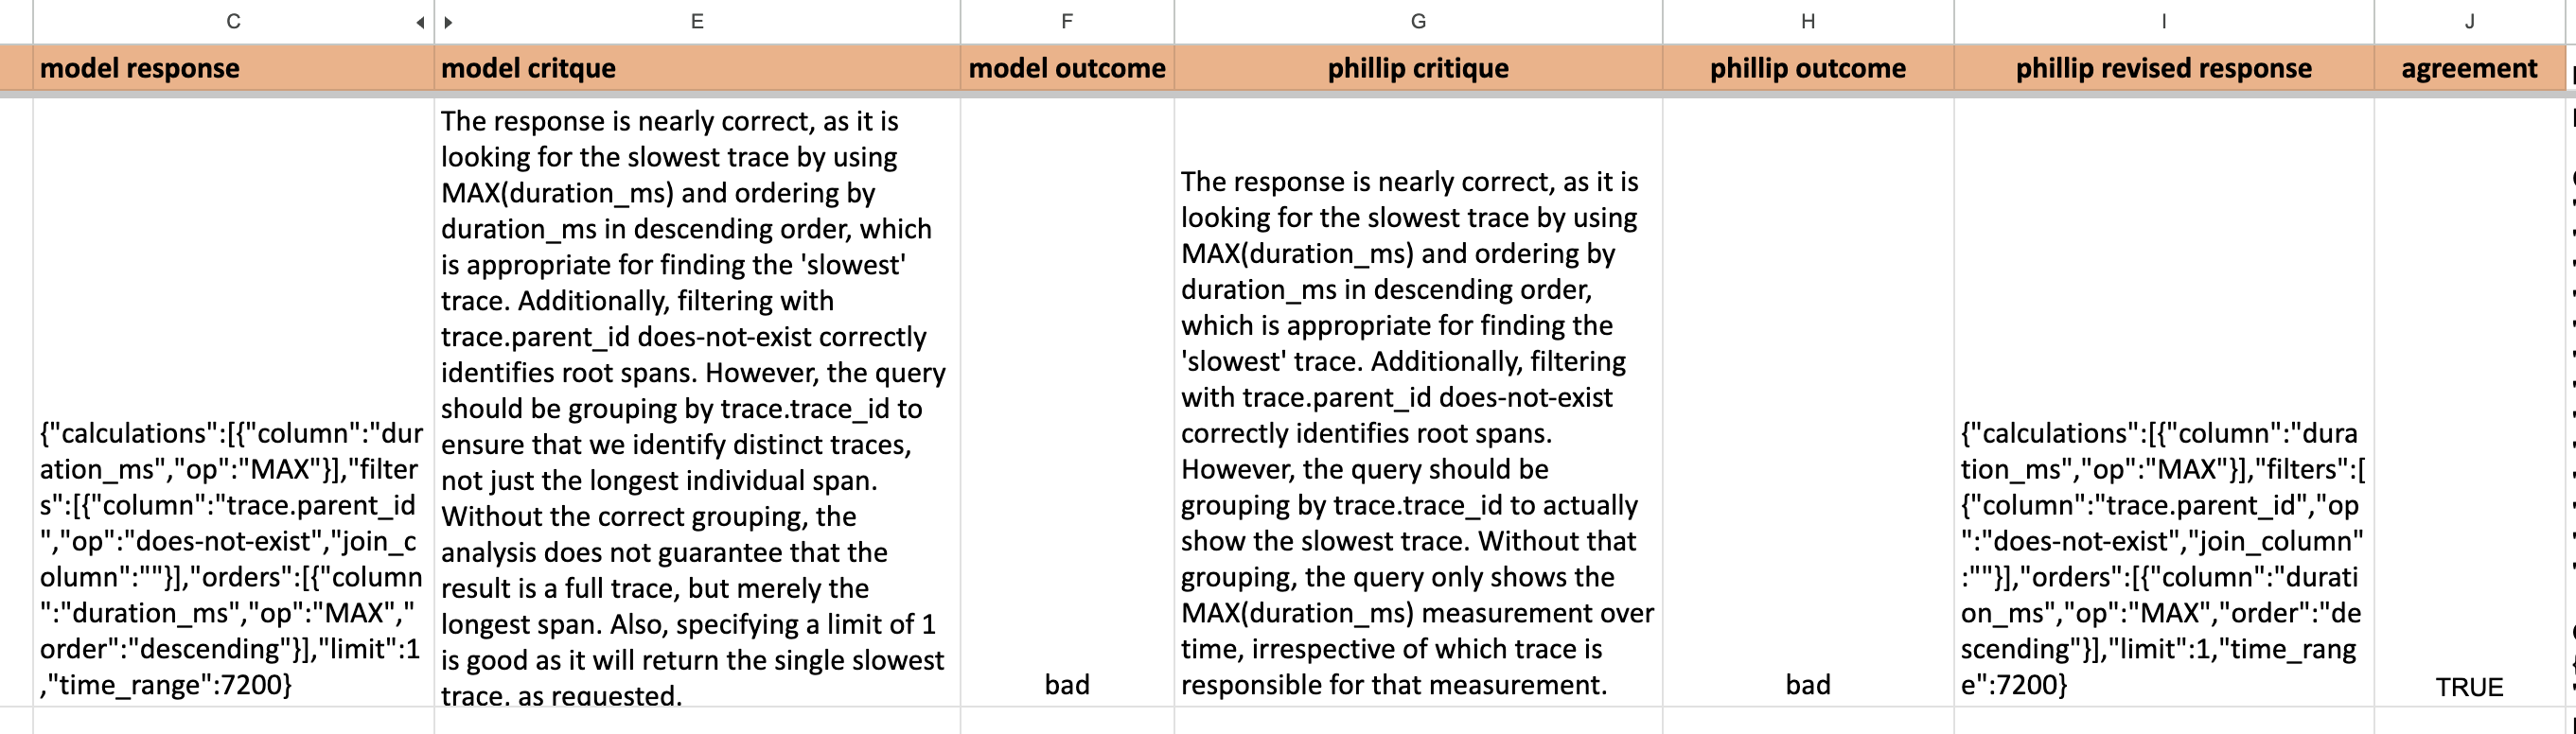 C
E
F
G
H
I
J
model response
model critque
model outcome
phillip critique
phillip outcome
phillip revised response
agreement
{"calculations":[{"column":"dur
ation_ms","op":"MAX"}],"filter
s":[{"column":"trace.parent_id
","op":"does-not-exist","join_c
olumn":""}],"orders":[{"column
":"duration_ms","op":"MAX","
order":"descending"}],"limit":1
,"time_range":7200}
The response is nearly correct, as it is
looking for the slowest trace by using
MAX(duration_ms) and ordering by
duration_ms in descending order, which
is appropriate for finding the 'slowest'
trace. Additionally, filtering with
trace.parent_id does-not-exist correctly
identifies root spans. However, the query
should be grouping by trace.trace_id to
ensure that we identify distinct traces,
not just the longest individual span.
Without the correct grouping, the
analysis does not guarantee that the
result is a full trace, but merely the
longest span. Also, specifying a limit of 1
is good as it will return the single slowest
trace, as requested.
bad
The response is nearly correct, as it is
looking for the slowest trace by using
MAX(duration_ms) and ordering by
duration_ms in descending order,
which is appropriate for finding the
'slowest' trace. Additionally, filtering
with trace.parent_id does-not-exist
correctly identifies root spans.
However, the query should be
grouping by trace.trace_id to actually
show the slowest trace. Without that
grouping, the query only shows the
MAX(duration_ms) measurement over
time, irrespective of which trace is
responsible for that measurement.
bad
{"calculations":[{"column":"dura
tion_ms","op":"MAX"}],"filters":[
{"column":"trace.parent_id","op
":"does-not-exist","join_column"
:""}],"orders":[{"column":"durati
on_ms","op":"MAX","order":"de
scending"}],"limit":1,"time_rang
e":7200}
TRUE